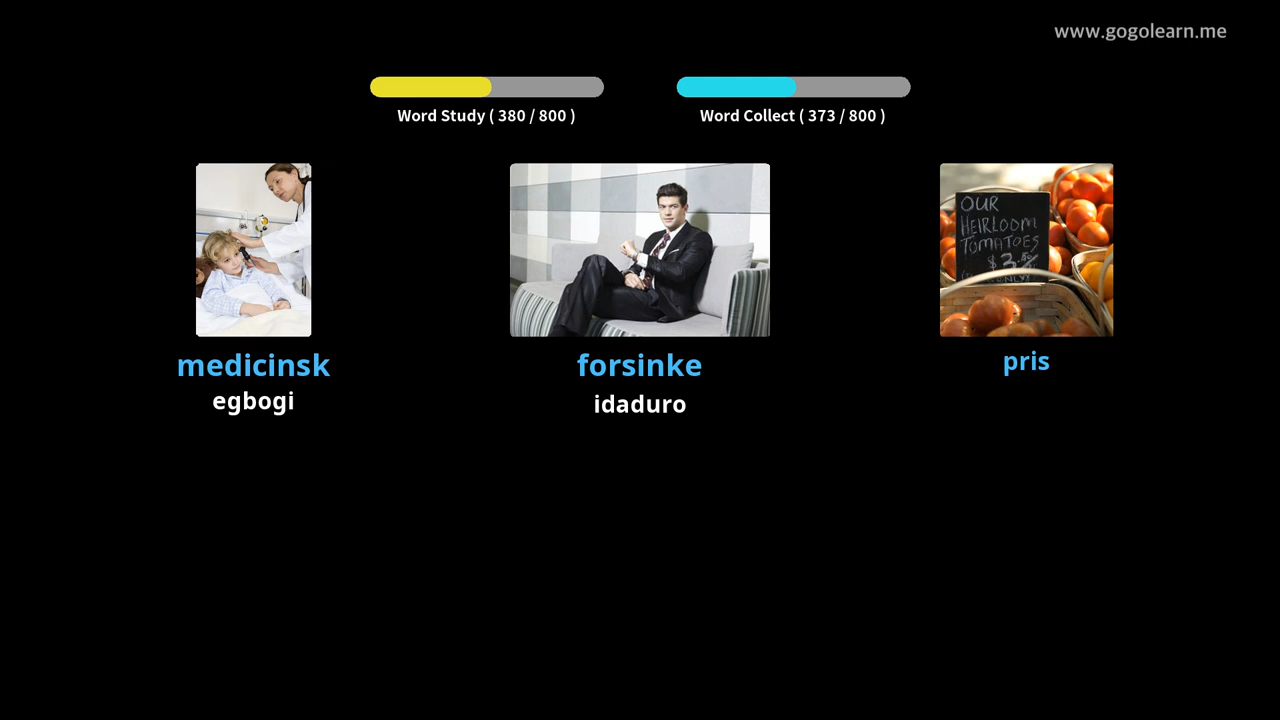 www.gogolearn.me
Word Study ( 380 / 800 )
Word Collect ( 373 / 800 )
OUR
HEIRLOOM
TOMATOES
$3.
medicinsk
egbogi
forsinke
idaduro
pris